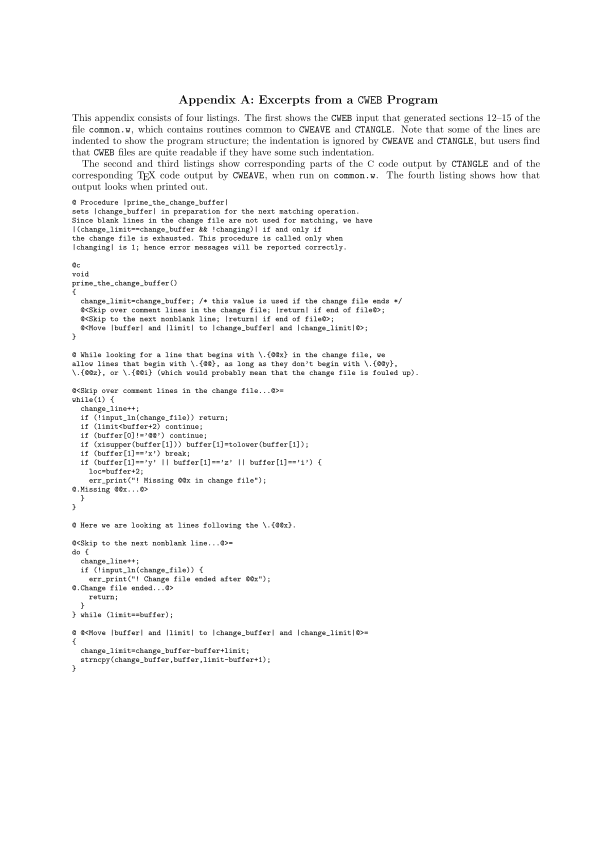 Appendix A: Excerpts from a CWEB Program
This appendix consists of four listings. The first shows the CWEB input that generated sections 12–15 of the
file common.w, which contains routines common to CWEAVE and CTANGLE. Note that some of the lines are
indented to show the program structure; the indentation is ignored by CWEAVE and CTANGLE, but users find
that CWEB files are quite readable if they have some such indentation.
The second and third listings show corresponding parts of the C code output by CTANGLE and of the
corresponding TEX code output by CWEAVE, when run on common.w. The fourth listing shows how that
output looks when printed out.
@ Procedure |prime_the_change_buffer|
sets |change_buffer| in preparation for the next matching operation.
Since blank lines in the change file are not used for matching, we have
|(change_limit==change_buffer && !changing)| if and only if
the change file is exhausted. This procedure is called only when
|changing| is 1; hence error messages will be reported correctly.
@c
void
prime_the_change_buffer()
{
  change_limit=change_buffer; /* this value is used if the change file ends */
  @<Skip over comment lines in the change file; |return| if end of file@>;
  @<Skip to the next nonblank line; |return| if end of file@>;
  @<Move |buffer| and |limit| to |change_buffer| and |change_limit|@>;
}
@ While looking for a line that begins with \.{@@x} in the change file, we
allow lines that begin with \.{@@}, as long as they don't begin with \.{@@y},
\.{@@z}, or \.{@@i} (which would probably mean that the change file is fouled up).
@<Skip over comment lines in the change file...@>=
while(1) {
  change_line++;
  if (!input_ln(change_file)) return;
  if (limit<buffer+2) continue;
  if (buffer[0]!='@@') continue;
  if (xisupper(buffer[1])) buffer[1]=tolower(buffer[1]);
  if (buffer[1]=='x') break;
  if (buffer[1]=='y' || buffer[1]=='z' || buffer[1]=='i') {
    loc=buffer+2;
    err_print("! Missing @@x in change file");
@.Missing @@x...@>
  }
}
@ Here we are looking at lines following the \.{@@x}.
@<Skip to the next nonblank line...@>=
do {
  change_line++;
  if (!input_ln(change_file)) {
    err_print("! Change file ended after @@x");
@.Change file ended...@>
    return;
  }
} while (limit==buffer);
@ @<Move |buffer| and |limit| to |change_buffer| and |change_limit|@>=
{
  change_limit=change_buffer-buffer+limit;
  strncpy(change_buffer,buffer,limit-buffer+1);
}